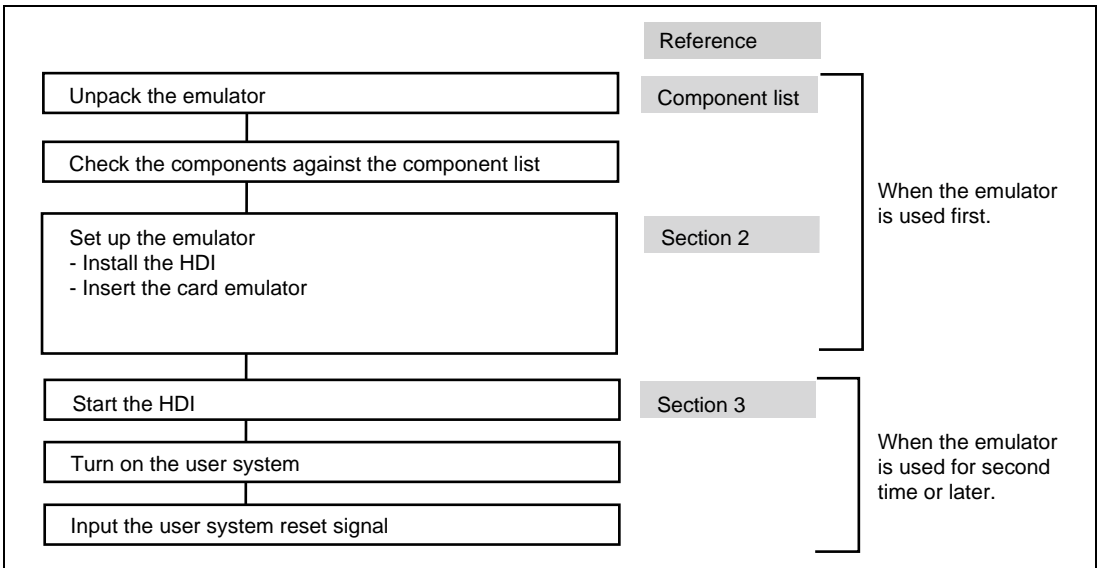 Reference
Unpack the emulator
Component list
Check the components against the component list
When the emulator
is used first.
Set up the emulator
- Install the HDI
- Insert the card emulator
Section 2
Start the HDI
Section 3
Turn on the user system
When the emulator
is used for second
time or later.
Input the user system reset signal